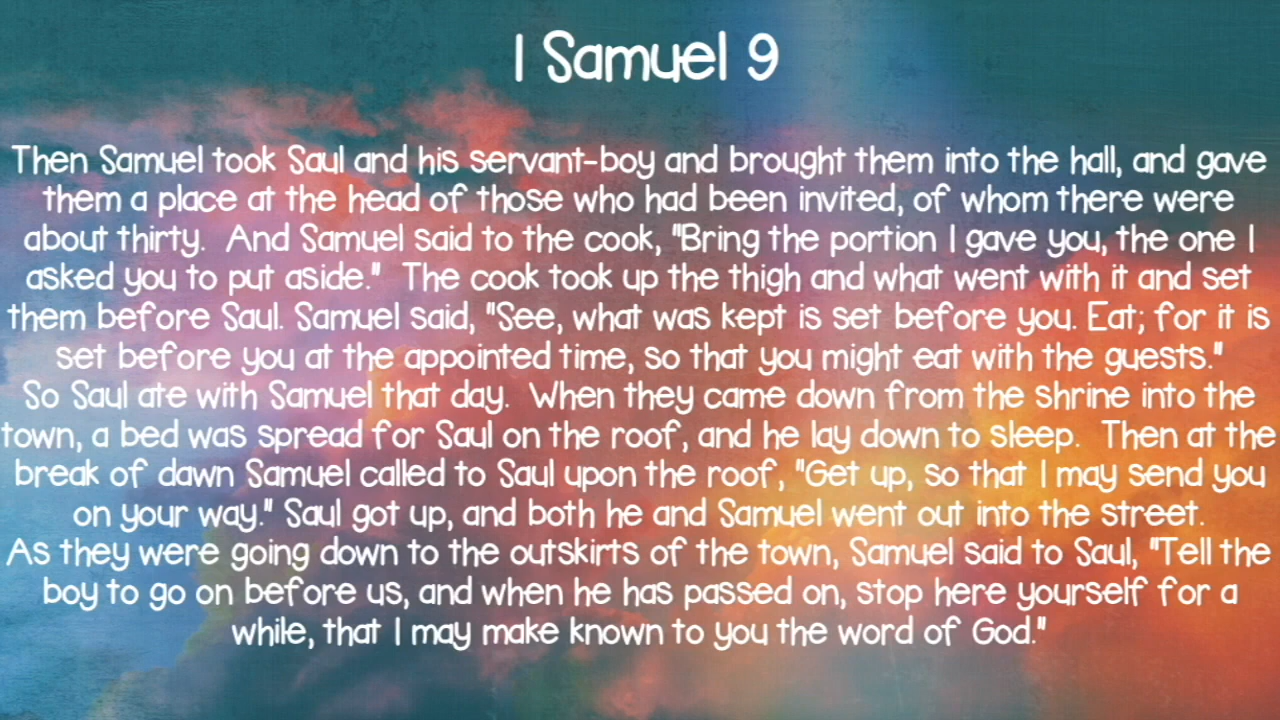 1 Samuel 9
Then Samuel took Saul and his servant-boy and brought them into the hall, and gave
them a place at the head of those who had been invited, of whom there were
about thirty.  And Samuel said to the cook, "Bring the portion I gave you, the one I
asked you to put aside."  The cook took up the thigh and what went with it and set
them before Saul. Samuel said, "See, what was kept is set before you. Eat; for it is
set before you at the appointed time, so that you might eat with the guests."
So Saul ate with Samuel that day.  When they came down from the shrine into the
town, a bed was spread for Saul on the roof, and he lay down to sleep.  Then at the
break of dawn Samuel called to Saul upon the roof, "Get up, so that I may send you
on your way." Saul got up, and both he and Samuel went out into the street.
As they were going down to the outskirts of the town, Samuel said to Saul, "Tell the
boy to go on before us, and when he has passed on, stop here yourself for a
while, that I may make known to you the word of God."